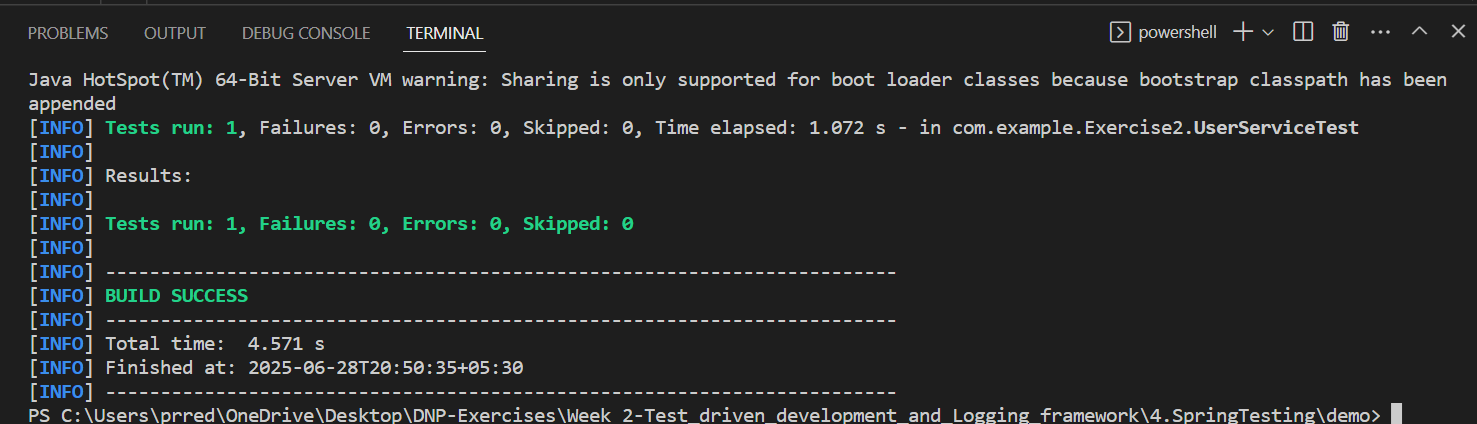 PROBLEMS OUTPUT DEBUG CONSOLE TERMINAL powershell
Java HotSpot(TM) 64-Bit Server VM warning: Sharing is only supported for boot loader classes because bootstrap classpath has been
appended
[INFO] Tests run: 1, Failures: 0, Errors: 0, Skipped: 0, Time elapsed: 1.072 s - in com.example.Exercise2.UserServiceTest
[INFO]
[INFO] Results:
[INFO]
[INFO] Tests run: 1, Failures: 0, Errors: 0, Skipped: 0
[INFO]
[INFO] ------------------------------------------------------------------------
[INFO] BUILD SUCCESS
[INFO] ------------------------------------------------------------------------
[INFO] Total time:  4.571 s
[INFO] Finished at: 2025-06-28T20:50:35+05:30
[INFO] ------------------------------------------------------------------------
PS C:\Users\prred\OneDrive\Desktop\DNP-Exercises\Week 2-Test_driven_development_and_Logging_framework\4.SpringTesting\demo>